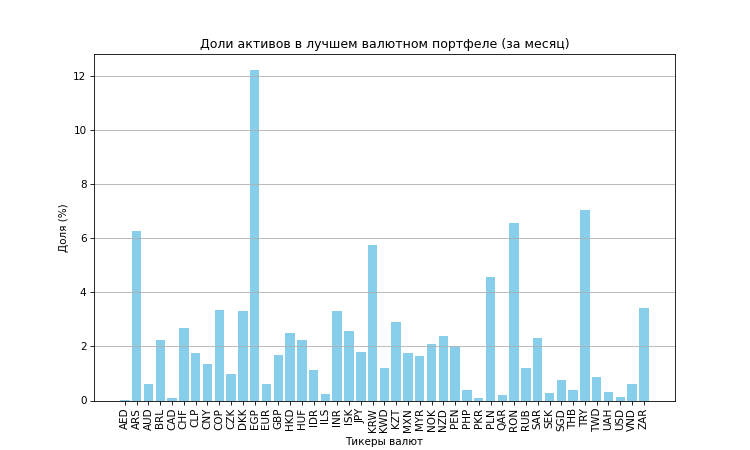 Доли активов в лучшем валютном портфеле (за месяц)
12
10
8
6
4
2
0
Доля (%)
AED ARS AUD BRL CAD CHF CLP CNY COP CZK DKK EGP EUR GBP HKD HUF IDR ILS INR ISK JPY KRW KWD KZT MXN MYR NOK NZD PEN PHP PKR PLN QAR RON RUB SAR SEK SGD THB TRY TWD UAH USD VND ZAR
Тикеры валют